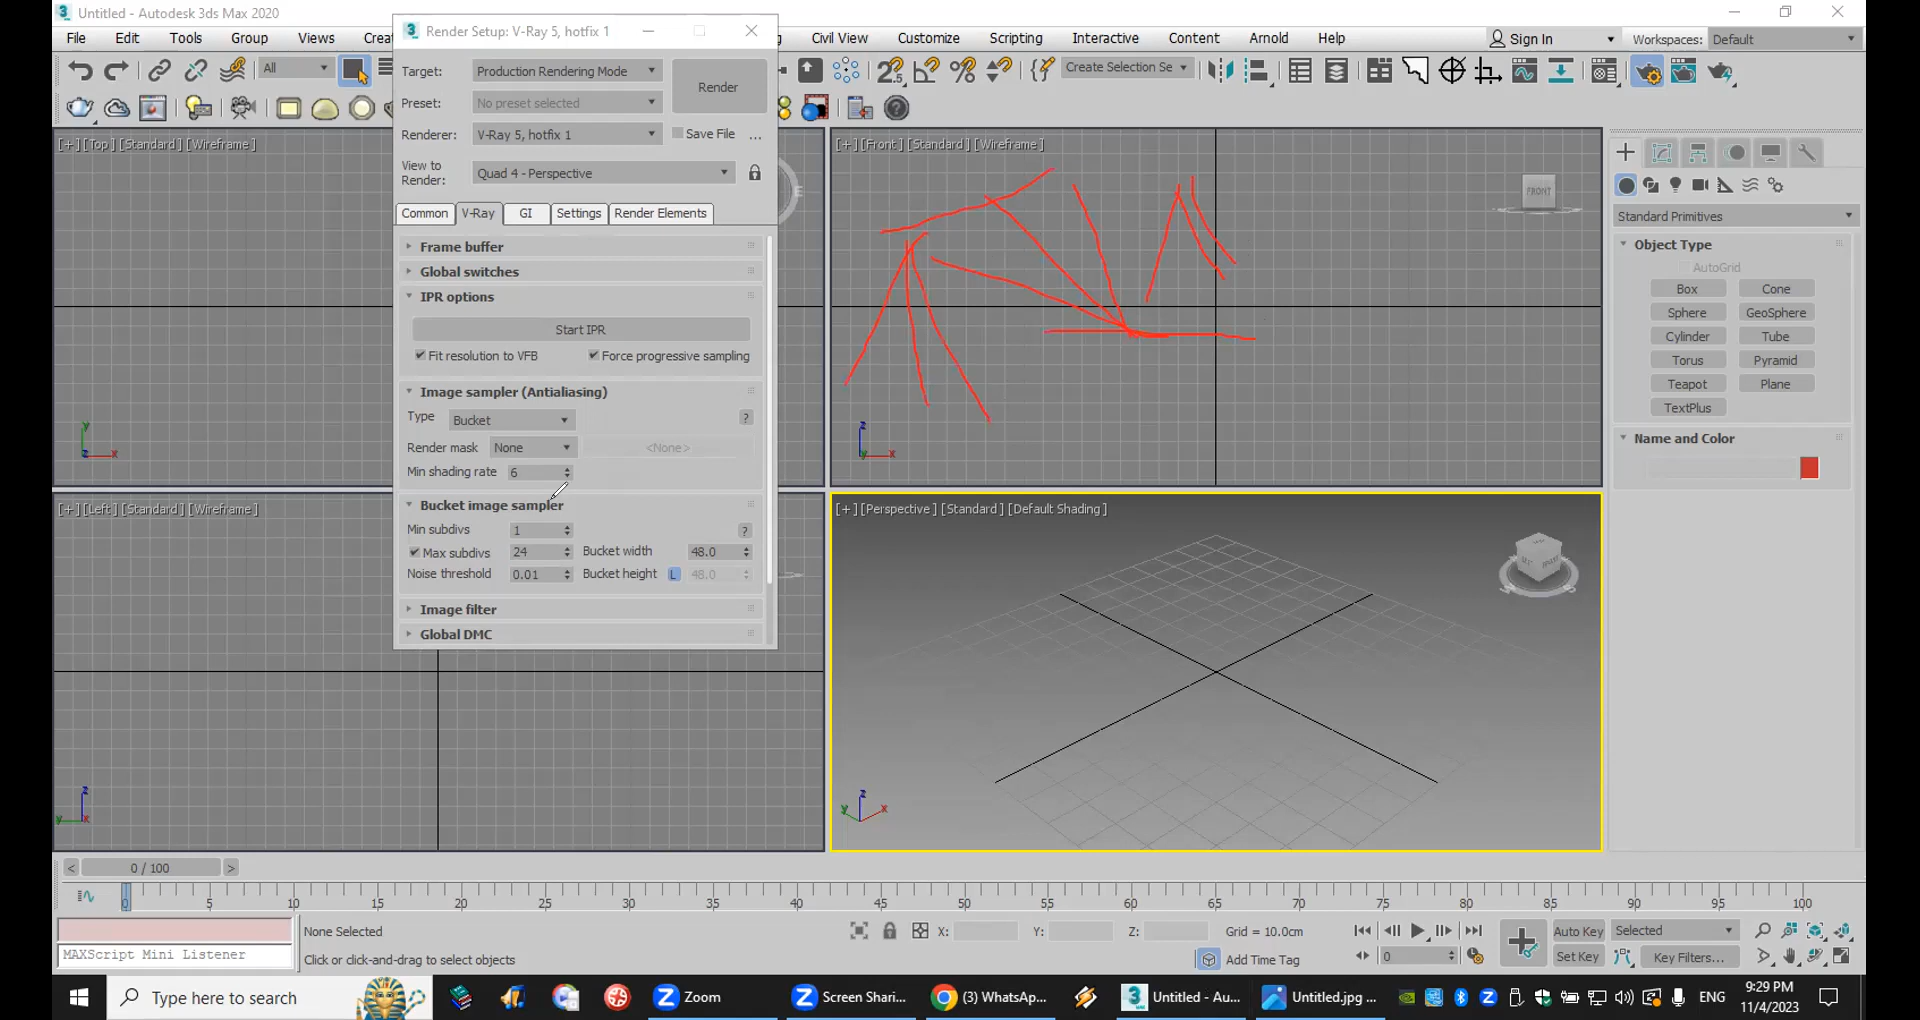 Untitled - Autodesk 3ds Max 2020
File Edit Tools Group Views Crea Civil View Customize Scripting Interactive Content Arnold Help Sign In Workspaces: Default
Render Setup: V-Ray 5, hotfix 1
All
Create Selection Se
Target: Production Rendering Mode
Render
Preset: No preset selected
Renderer: V-Ray 5, hotfix 1 Save File ...
View to
Render: Quad 4 - Perspective
Common V-Ray GI Settings Render Elements
Frame buffer
Global switches
IPR options
Start IPR
Fit resolution to VFB Force progressive sampling
Image sampler (Antialiasing)
Type Bucket ?
Render mask None <None>
Min shading rate 6
Bucket image sampler
Min subdivs 1 ?
Max subdivs 24 Bucket width 48.0
Noise threshold 0.01 Bucket height L 48.0
Image filter
Global DMC
[+] [Top] [Standard] [Wireframe]
[+] [Front] [Standard] [Wireframe]
FRONT
[+] [Left] [Standard] [Wireframe]
[+] [Perspective] [Standard] [Default Shading]
Standard Primitives
Object Type
AutoGrid
Box Cone
Sphere GeoSphere
Cylinder Tube
Torus Pyramid
Teapot Plane
TextPlus
Name and Color
y x
z x
z y x
z y x
< 0 / 100 >
0 5 10 15 20 25 30 35 40 45 50 55 60 65 70 75 80 85 90 95 100
None Selected X: Y: Z: Grid = 10.0cm Auto Key Selected
MAXScript Mini Listener Click or click-and-drag to select objects Add Time Tag 0 Set Key Key Filters...
Type here to search Zoom Screen Shari... (3) WhatsAp... Untitled - Au... Untitled.jpg ... ENG
9:29 PM
11/4/2023